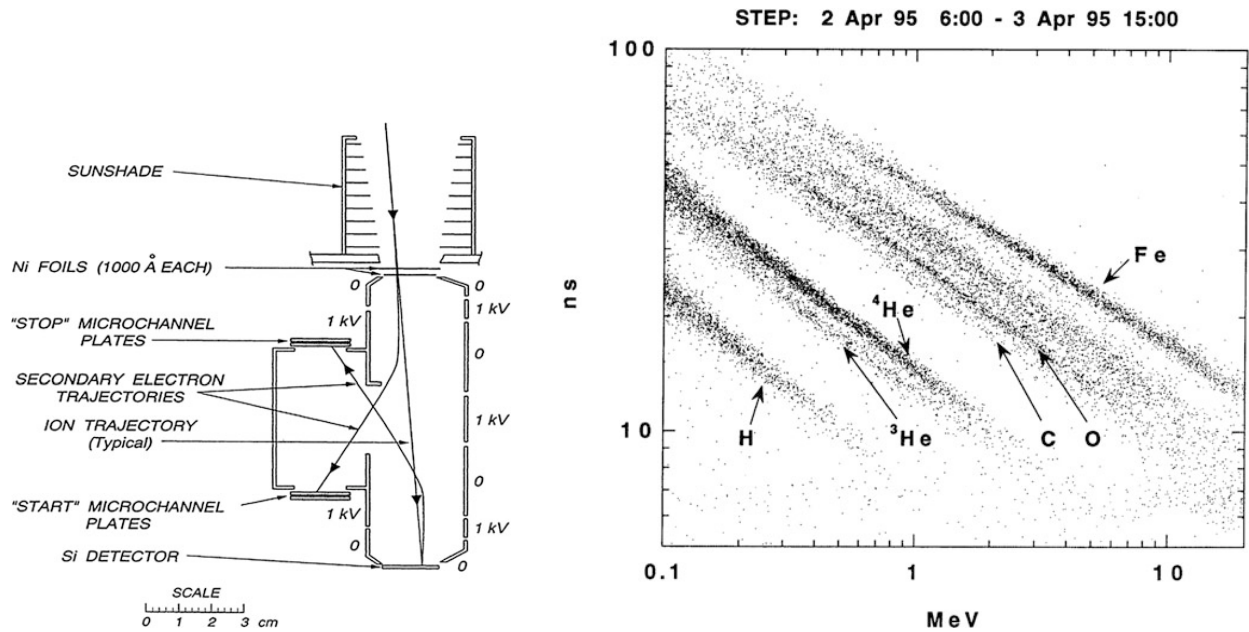 SUNSHADE
Ni FOILS (1000 Å EACH)
"STOP" MICROCHANNEL
PLATES
SECONDARY ELECTRON
TRAJECTORIES
ION TRAJECTORY
(Typical)
"START" MICROCHANNEL
PLATES
Si DETECTOR
SCALE
0 1 2 3 cm
0
1 kV
0
1 kV
0
1 kV
0
1 kV
0
0
1 kV
0
STEP: 2 Apr 95 6:00 - 3 Apr 95 15:00
100
10
ns
Fe
4He
H
3He
C
O
0.1
1
10
MeV